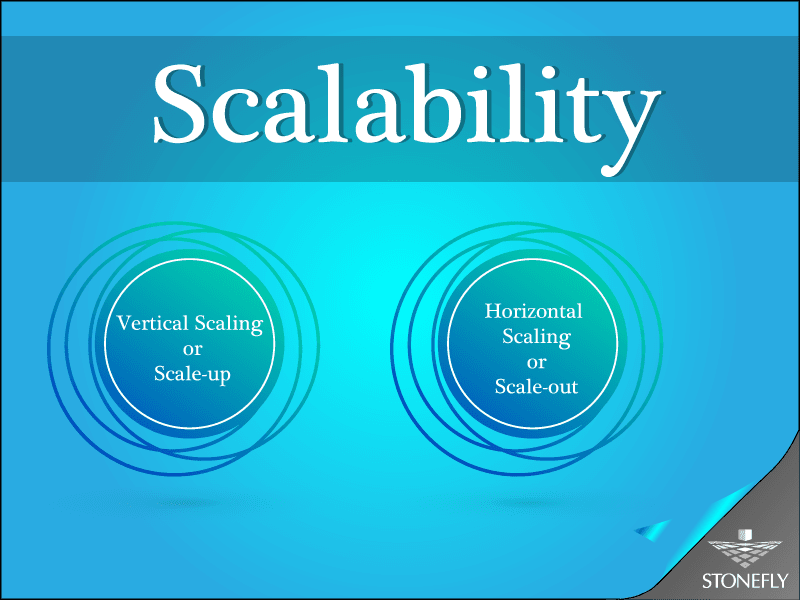 Scalability
Vertical Scaling
or
Scale-up
Horizontal
Scaling
or
Scale-out
STONEFLY